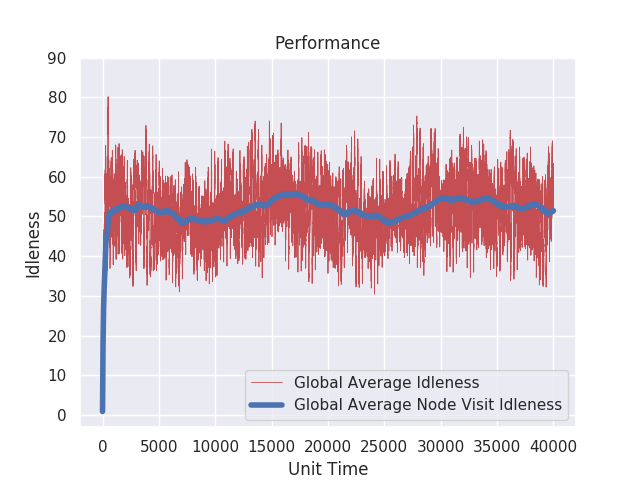 Performance
90
80
70
60
50
40
30
20
10
0
Idleness
Global Average Idleness
Global Average Node Visit Idleness
0 5000 10000 15000 20000 25000 30000 35000 40000
Unit Time